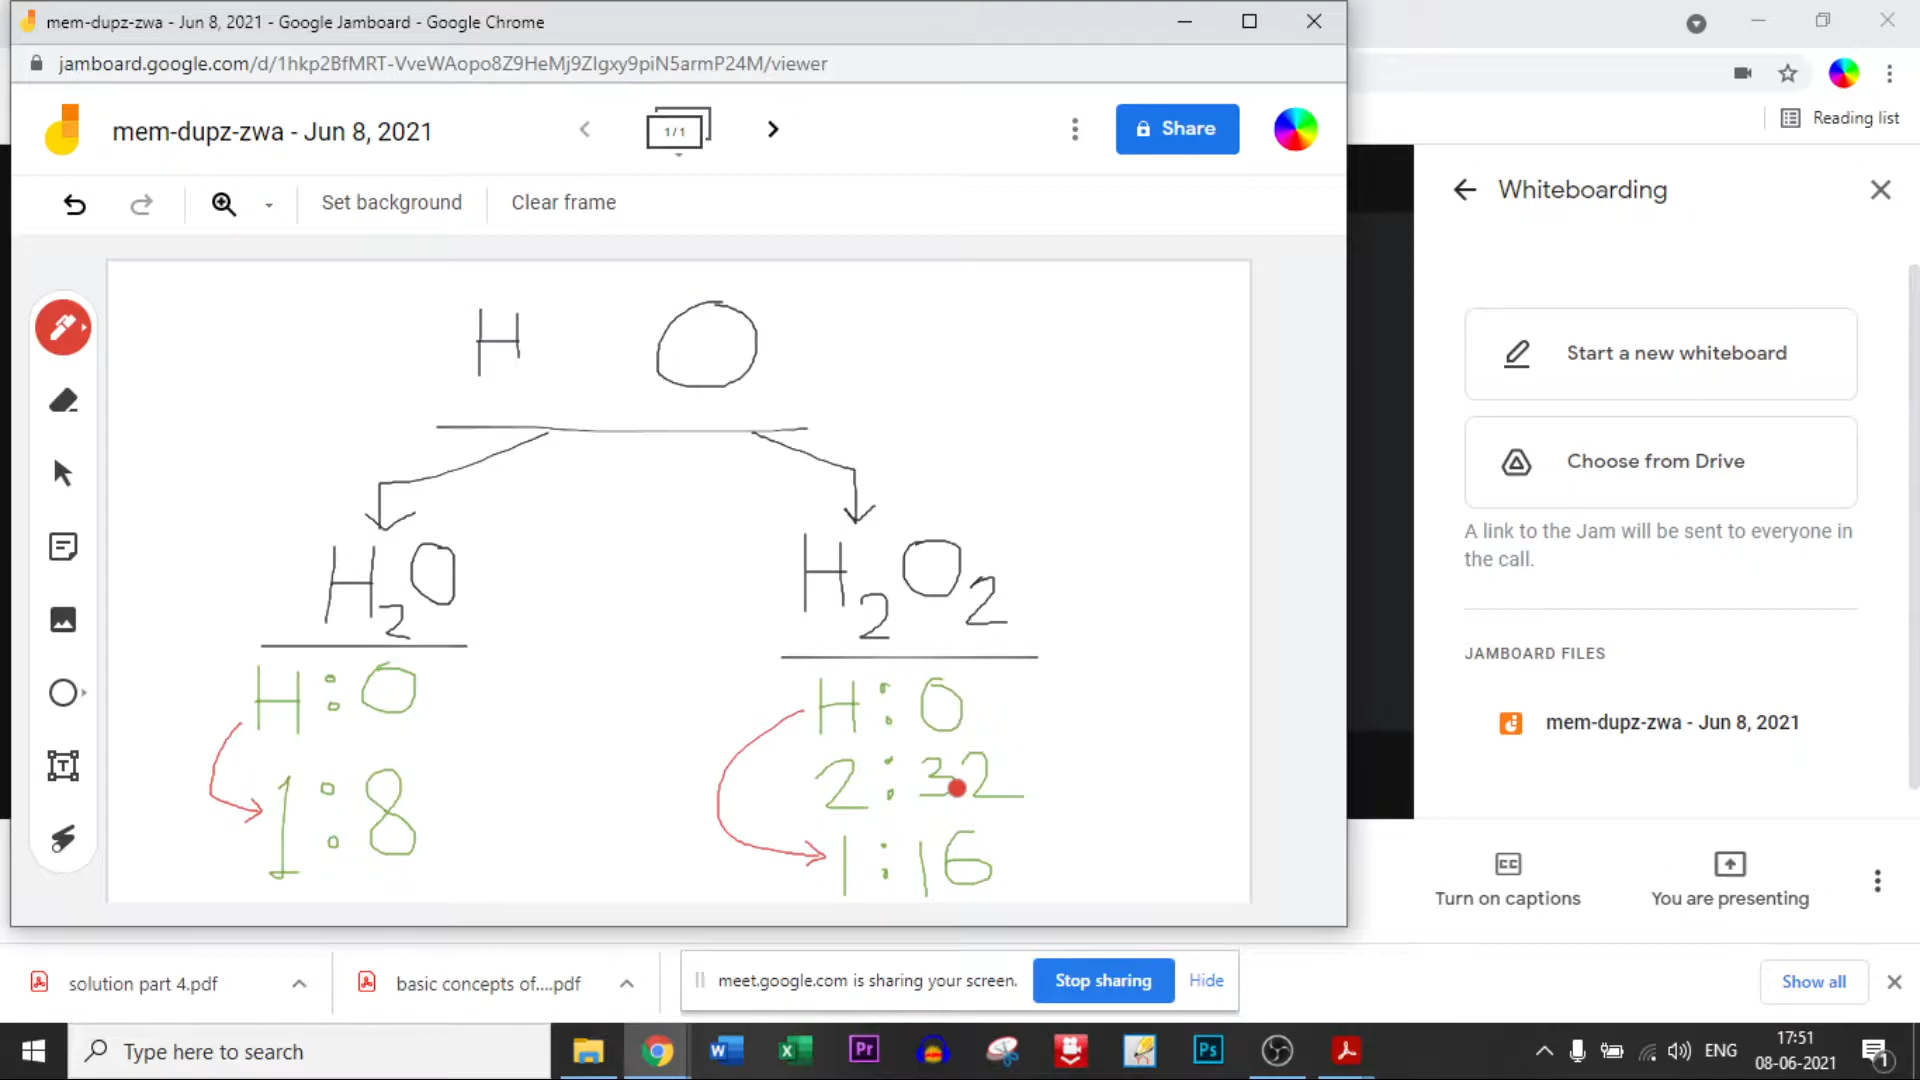 mem-dupz-zwa - Jun 8, 2021 - Google Jamboard - Google Chrome
jamboard.google.com/d/1hkp2BfMRT-VveWAopo8Z9HeMj9ZIgxy9piN5armP24M/viewer
Reading list
mem-dupz-zwa - Jun 8, 2021
1/1
Share
Set background
Clear frame
H O
H2O H2O2
H : O
1 : 8
H : O
2 : 32
1 : 16
Whiteboarding
Start a new whiteboard
Choose from Drive
A link to the Jam will be sent to everyone in
the call.
JAMBOARD FILES
mem-dupz-zwa - Jun 8, 2021
CC
Turn on captions
You are presenting
solution part 4.pdf
basic concepts of....pdf
meet.google.com is sharing your screen.
Stop sharing
Hide
Show all
Type here to search
W
X
Pr
Ps
ENG
17:51
08-06-2021
1